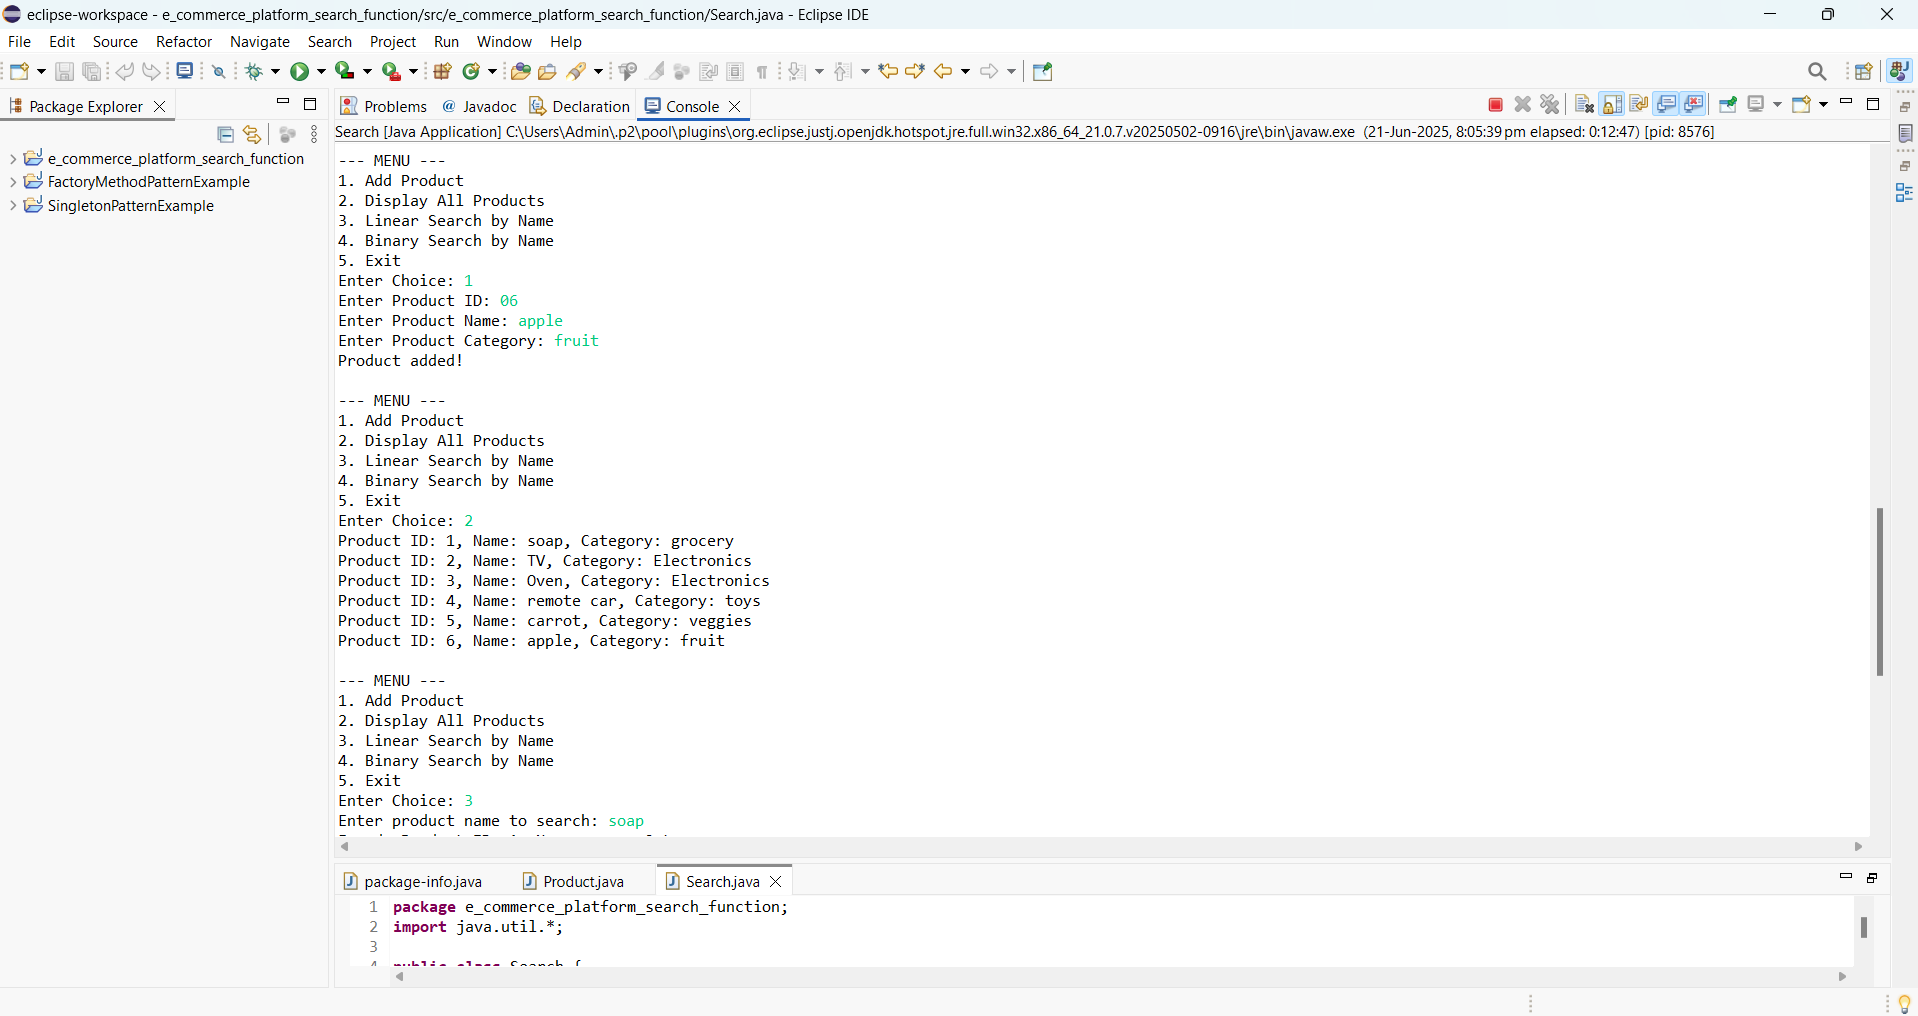 eclipse-workspace - e_commerce_platform_search_function/src/e_commerce_platform_search_function/Search.java - Eclipse IDE
File Edit Source Refactor Navigate Search Project Run Window Help
Package Explorer
e_commerce_platform_search_function
FactoryMethodPatternExample
SingletonPatternExample
Problems @ Javadoc Declaration Console
Search [Java Application] C:\Users\Admin\.p2\pool\plugins\org.eclipse.justj.openjdk.hotspot.jre.full.win32.x86_64_21.0.7.v20250502-0916\jre\bin\javaw.exe (21-Jun-2025, 8:05:39 pm elapsed: 0:12:47) [pid: 8576]
--- MENU ---
1. Add Product
2. Display All Products
3. Linear Search by Name
4. Binary Search by Name
5. Exit
Enter Choice: 1
Enter Product ID: 06
Enter Product Name: apple
Enter Product Category: fruit
Product added!
--- MENU ---
1. Add Product
2. Display All Products
3. Linear Search by Name
4. Binary Search by Name
5. Exit
Enter Choice: 2
Product ID: 1, Name: soap, Category: grocery
Product ID: 2, Name: TV, Category: Electronics
Product ID: 3, Name: Oven, Category: Electronics
Product ID: 4, Name: remote car, Category: toys
Product ID: 5, Name: carrot, Category: veggies
Product ID: 6, Name: apple, Category: fruit
--- MENU ---
1. Add Product
2. Display All Products
3. Linear Search by Name
4. Binary Search by Name
5. Exit
Enter Choice: 3
Enter product name to search: soap
package-info.java Product.java Search.java
1 package e_commerce_platform_search_function;
2 import java.util.*;
3
4 public class Search {